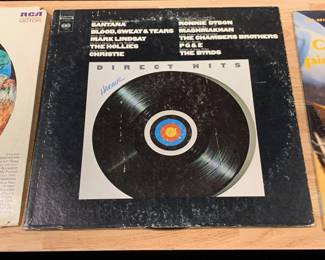 RCA
SANTANA
BLOOD, SWEAT & TEARS
MARK LINDSAY
THE HOLLIES
CHRISTIE
RONNIE DYSON
MASHMAKHAN
THE CHAMBERS BROTHERS
PG&E
THE BYRDS
DIRECT HITS